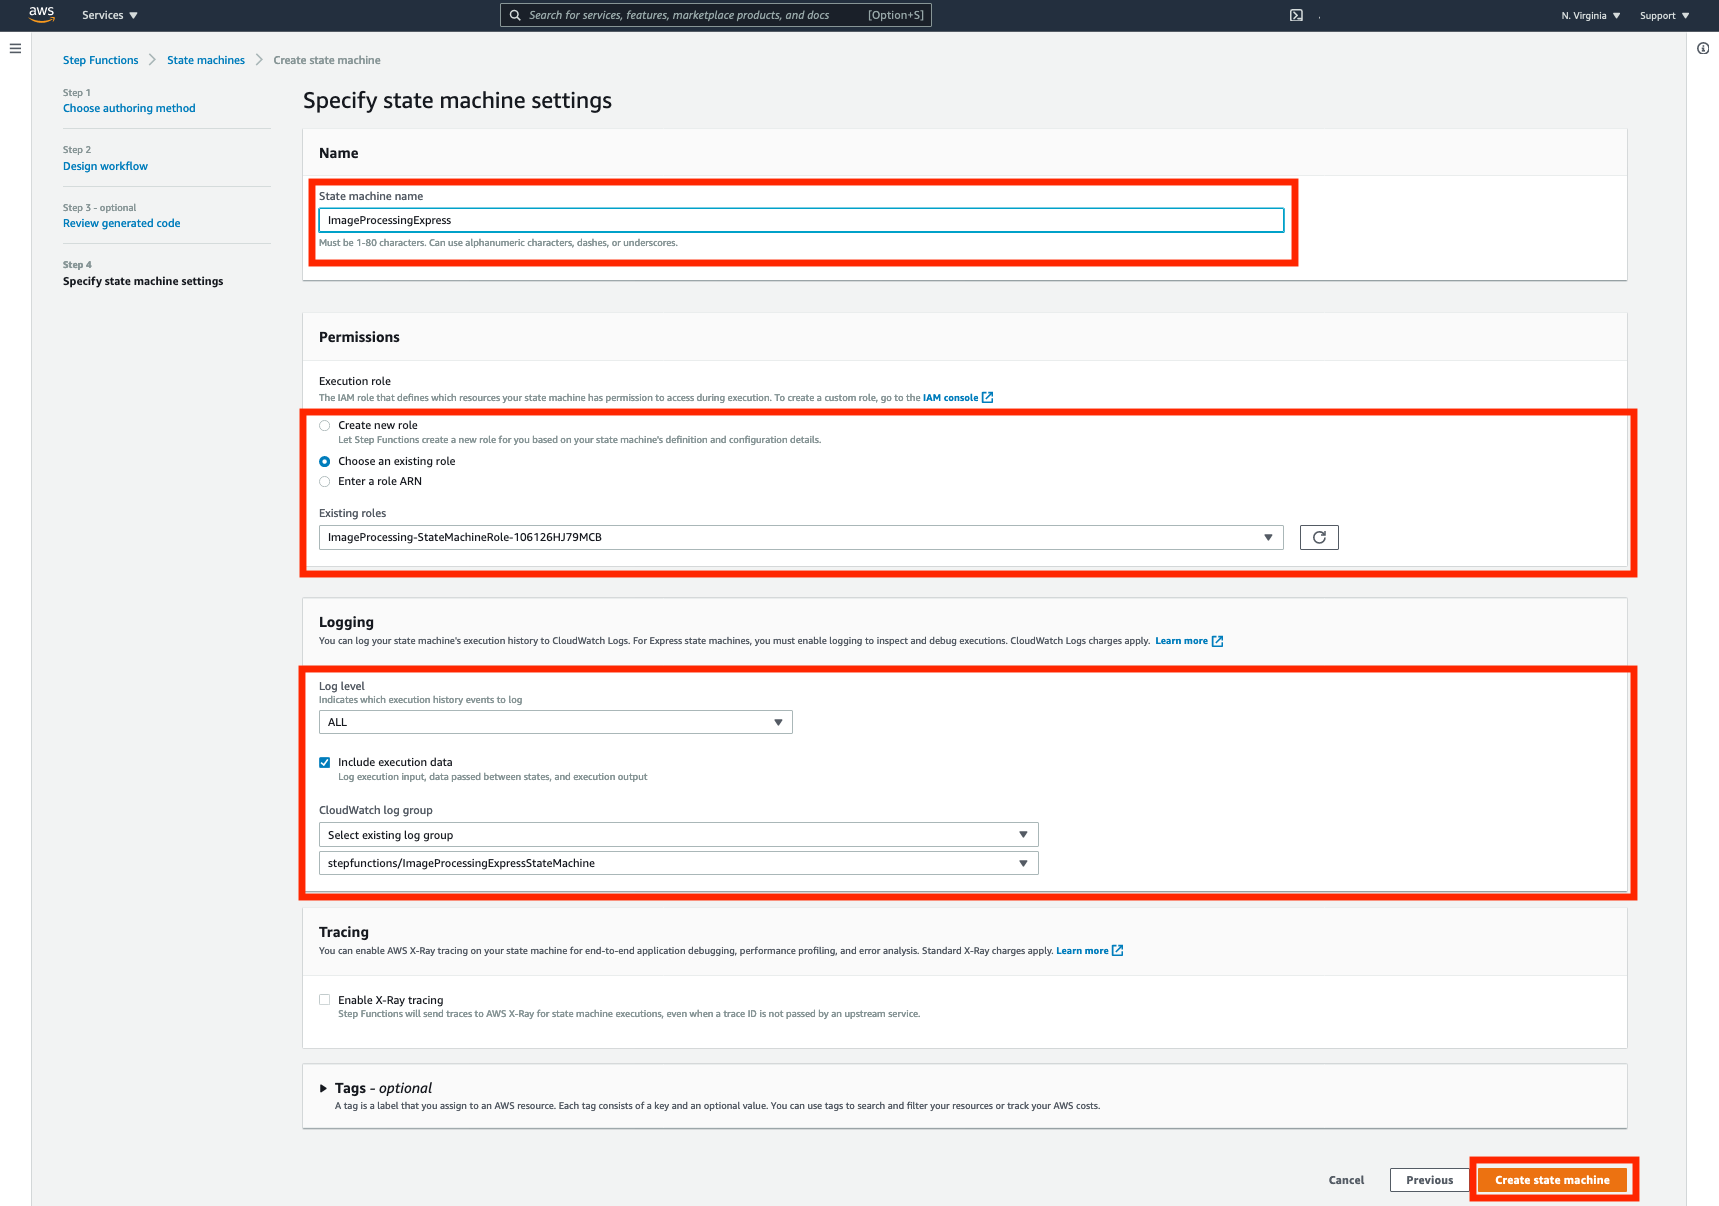 aws
Services
Search for services, features, marketplace products, and docs
[Option+S]
N. Virginia
Support
Step Functions
State machines
Create state machine
Step 1
Choose authoring method
Step 2
Design workflow
Step 3 - optional
Review generated code
Step 4
Specify state machine settings
Specify state machine settings
Name
State machine name
ImageProcessingExpress
Must be 1-80 characters. Can use alphanumeric characters, dashes, or underscores.
Permissions
Execution role
The IAM role that defines which resources your state machine has permission to access during execution. To create a custom role, go to the IAM console
Create new role
Let Step Functions create a new role for you based on your state machine's definition and configuration details.
Choose an existing role
Enter a role ARN
Existing roles
ImageProcessing-StateMachineRole-106126HJ79MCB
Logging
You can log your state machine's execution history to CloudWatch Logs. For Express state machines, you must enable logging to inspect and debug executions. CloudWatch Logs charges apply. Learn more
Log level
Indicates which execution history events to log
ALL
Include execution data
Log execution input, data passed between states, and execution output
CloudWatch log group
Select existing log group
stepfunctions/ImageProcessingExpressStateMachine
Tracing
You can enable AWS X-Ray tracing on your state machine for end-to-end application debugging, performance profiling, and error analysis. Standard X-Ray charges apply. Learn more
Enable X-Ray tracing
Step Functions will send traces to AWS X-Ray for state machine executions, even when a trace ID is not passed by an upstream service.
Tags - optional
A tag is a label that you assign to an AWS resource. Each tag consists of a key and an optional value. You can use tags to search and filter your resources or track your AWS costs.
Cancel
Previous
Create state machine